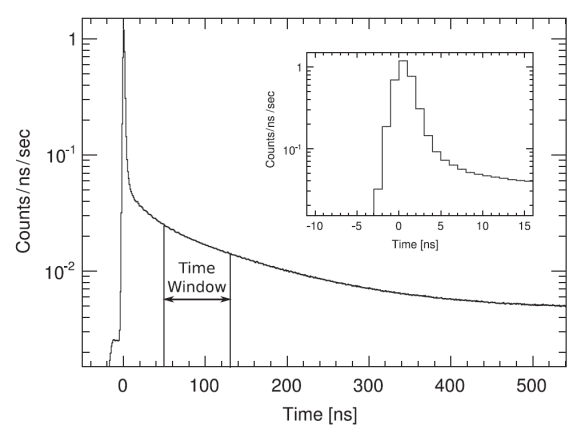 1
10-1
10-2
Counts/ns/sec
0
100
200
300
400
500
Time [ns]
Time
Window
1
10-1
Counts/ns/sec
-10
-5
0
5
10
15
Time [ns]